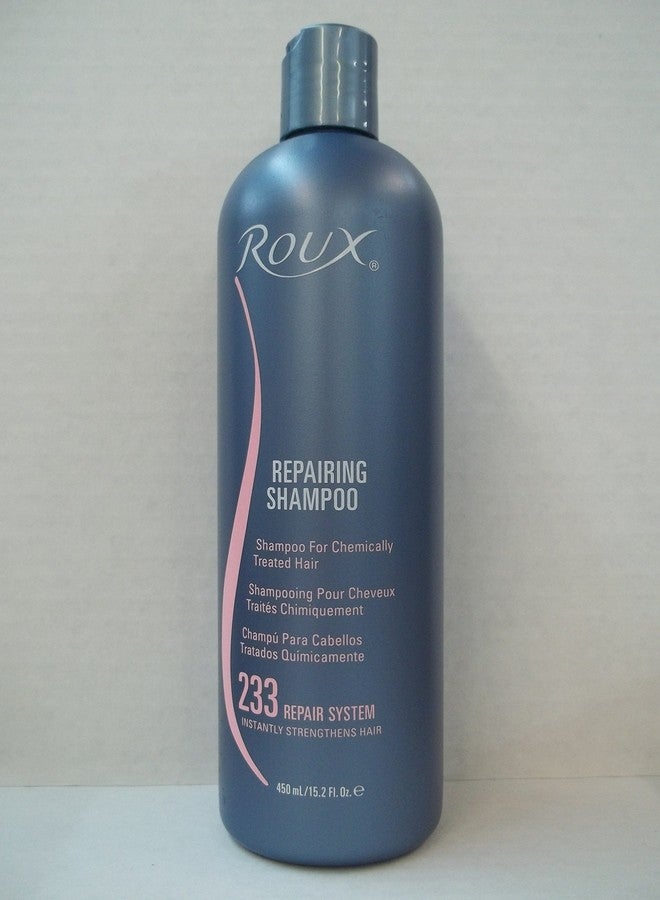 ROUX®
REPAIRING
SHAMPOO
Shampoo For Chemically
Treated Hair
Shampooing Pour Cheveux
Traités Chimiquement
Champú Para Cabellos
Tratados Químicamente
233 REPAIR SYSTEM
INSTANTLY STRENGTHENS HAIR
450 mL/15.2 Fl. Oz. ℮